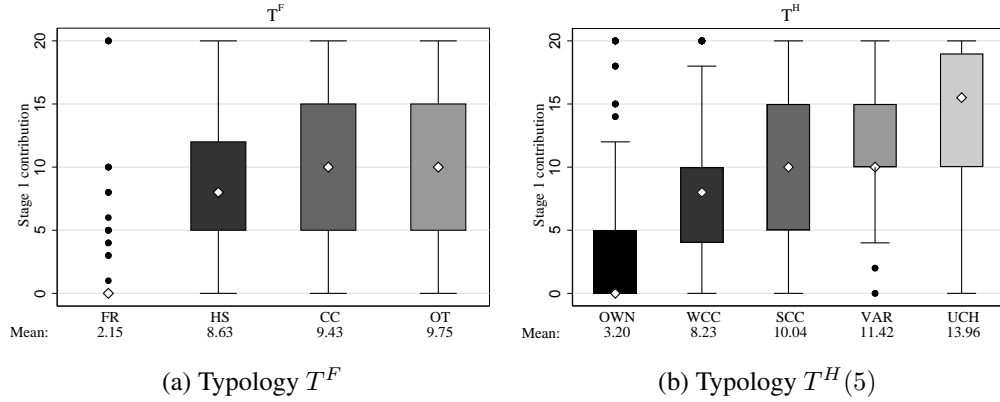 T^F
Stage 1 contribution
20
15
10
5
0
FR HS CC OT
Mean: 2.15 8.63 9.43 9.75
(a) Typology T^F
T^H
Stage 1 contribution
20
15
10
5
0
OWN WCC SCC VAR UCH
Mean: 3.20 8.23 10.04 11.42 13.96
(b) Typology T^H(5)